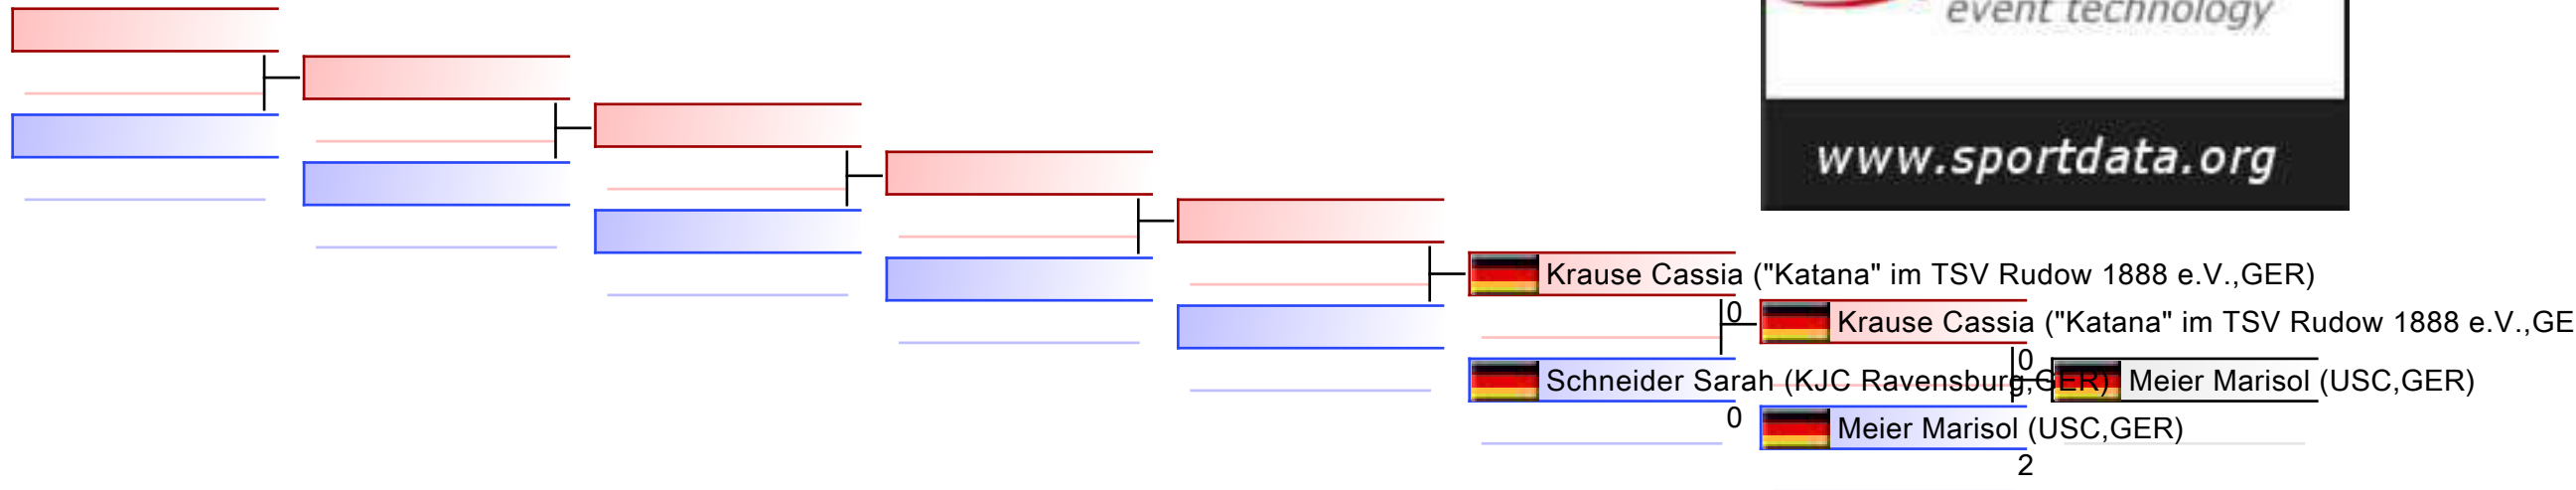 event technology
www.sportdata.org
Krause Cassia ("Katana" im TSV Rudow 1888 e.V.,GER)
0
Krause Cassia ("Katana" im TSV Rudow 1888 e.V.,GE
0
Schneider Sarah (KJC Ravensburg,GER)
Meier Marisol (USC,GER)
0
Meier Marisol (USC,GER)
2